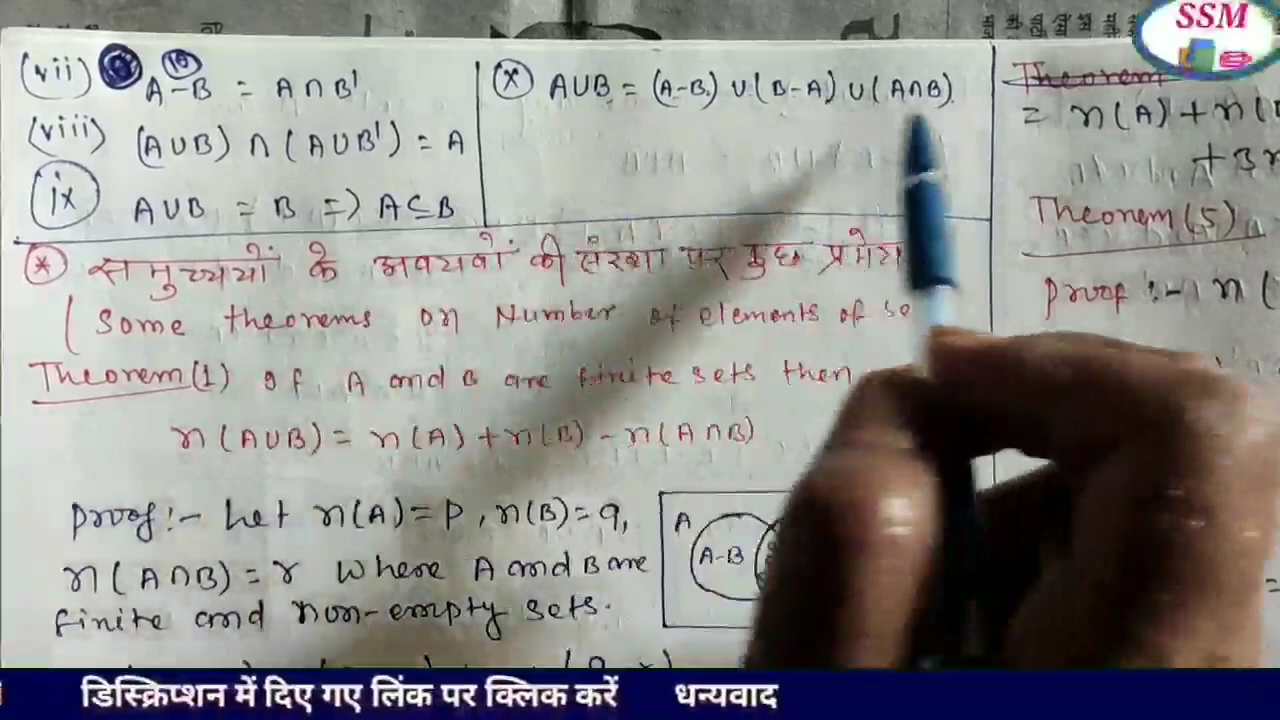 SSM
(vii) A-B = A∩B'
(viii) (A∪B) ∩ (A∪B') = A
(ix) A∪B = B => A⊆B
(x) A∪B = (A-B) ∪ (B-A) ∪ (A∩B).
* समुच्चयों के अवयवों की संख्या पर कुछ
(Some theorems on Number of elements of
Theorem(1) If A and B are finite sets then
n(A∪B) = n(A) + n(B) - n(A∩B)
Proof:- Let n(A) = p, n(B) = q,
n(A∩B) = r where A and B are
finite and non-empty sets.
A
A-B
Theorem
= n(A) + n(
Theorem(5)
Proof:- n(
डिस्क्रिप्शन में दिए गए लिंक पर क्लिक करें धन्यवाद